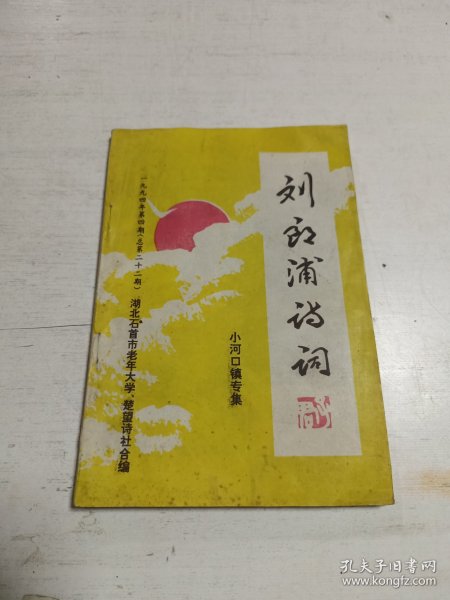 刘郎浦诗词
小河口镇专集
一九九四年第四期(总第二十二期)
湖北石首市老年大学、楚望诗社合编
孔夫子旧书网
www.kongfz.com